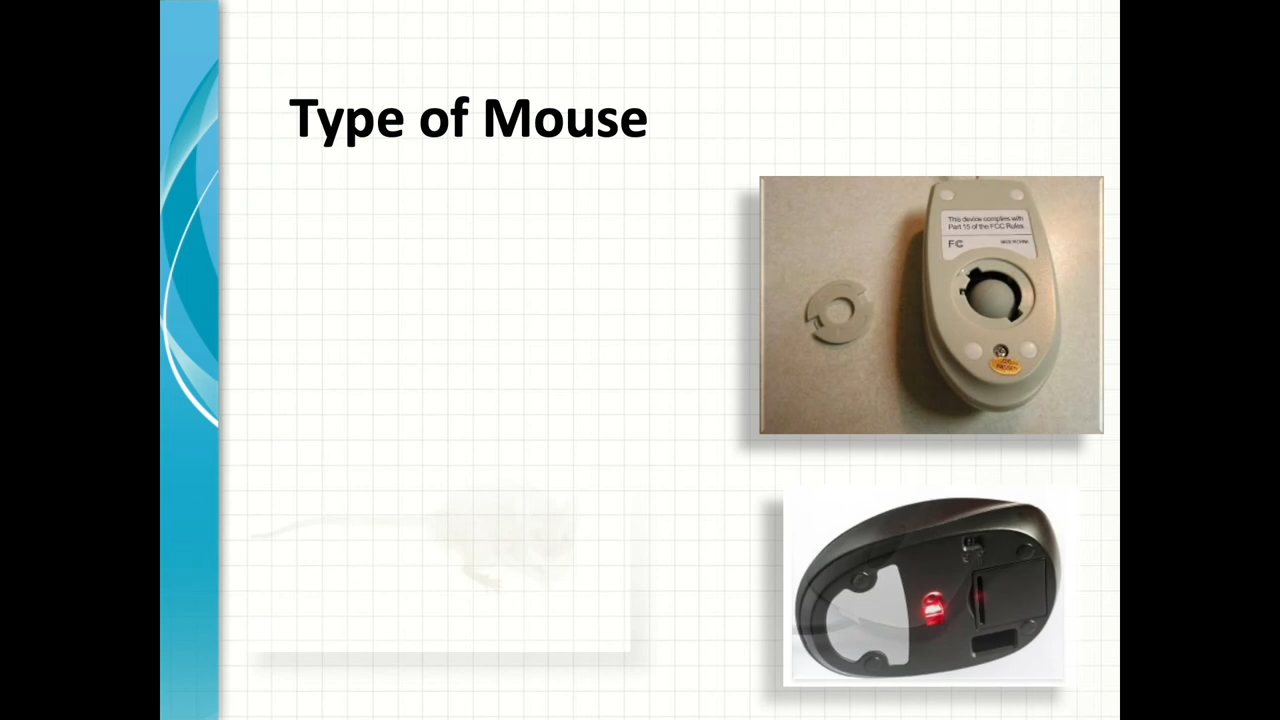 Type of Mouse
This device complies with
Part 15 of the FCC Rules
FC